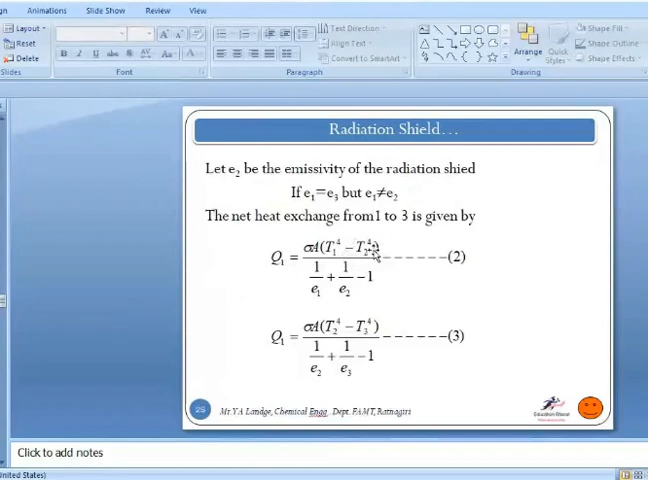 Animations Slide Show Review View
Layout Text Direction Shape Fill
Reset Align Text Arrange Quick Styles Shape Outline
Delete Convert to SmartArt Shape Effects
Slides Font Paragraph Drawing
Radiation Shield…
Let e₂ be the emissivity of the radiation shied
If e₁=e₃ but e₁≠e₂
The net heat exchange from1 to 3 is given by
Q₁ = σA(T₁⁴ − T₂⁴) / (1/e₁ + 1/e₂ − 1) − − − − − − (2)
Q₁ = σA(T₂⁴ − T₃⁴) / (1/e₂ + 1/e₃ − 1) − − − − − − (3)
25 Mr.Y.A Landge, Chemical Engg. Dept. FAMT, Ratnagiri
Click to add notes
United States)